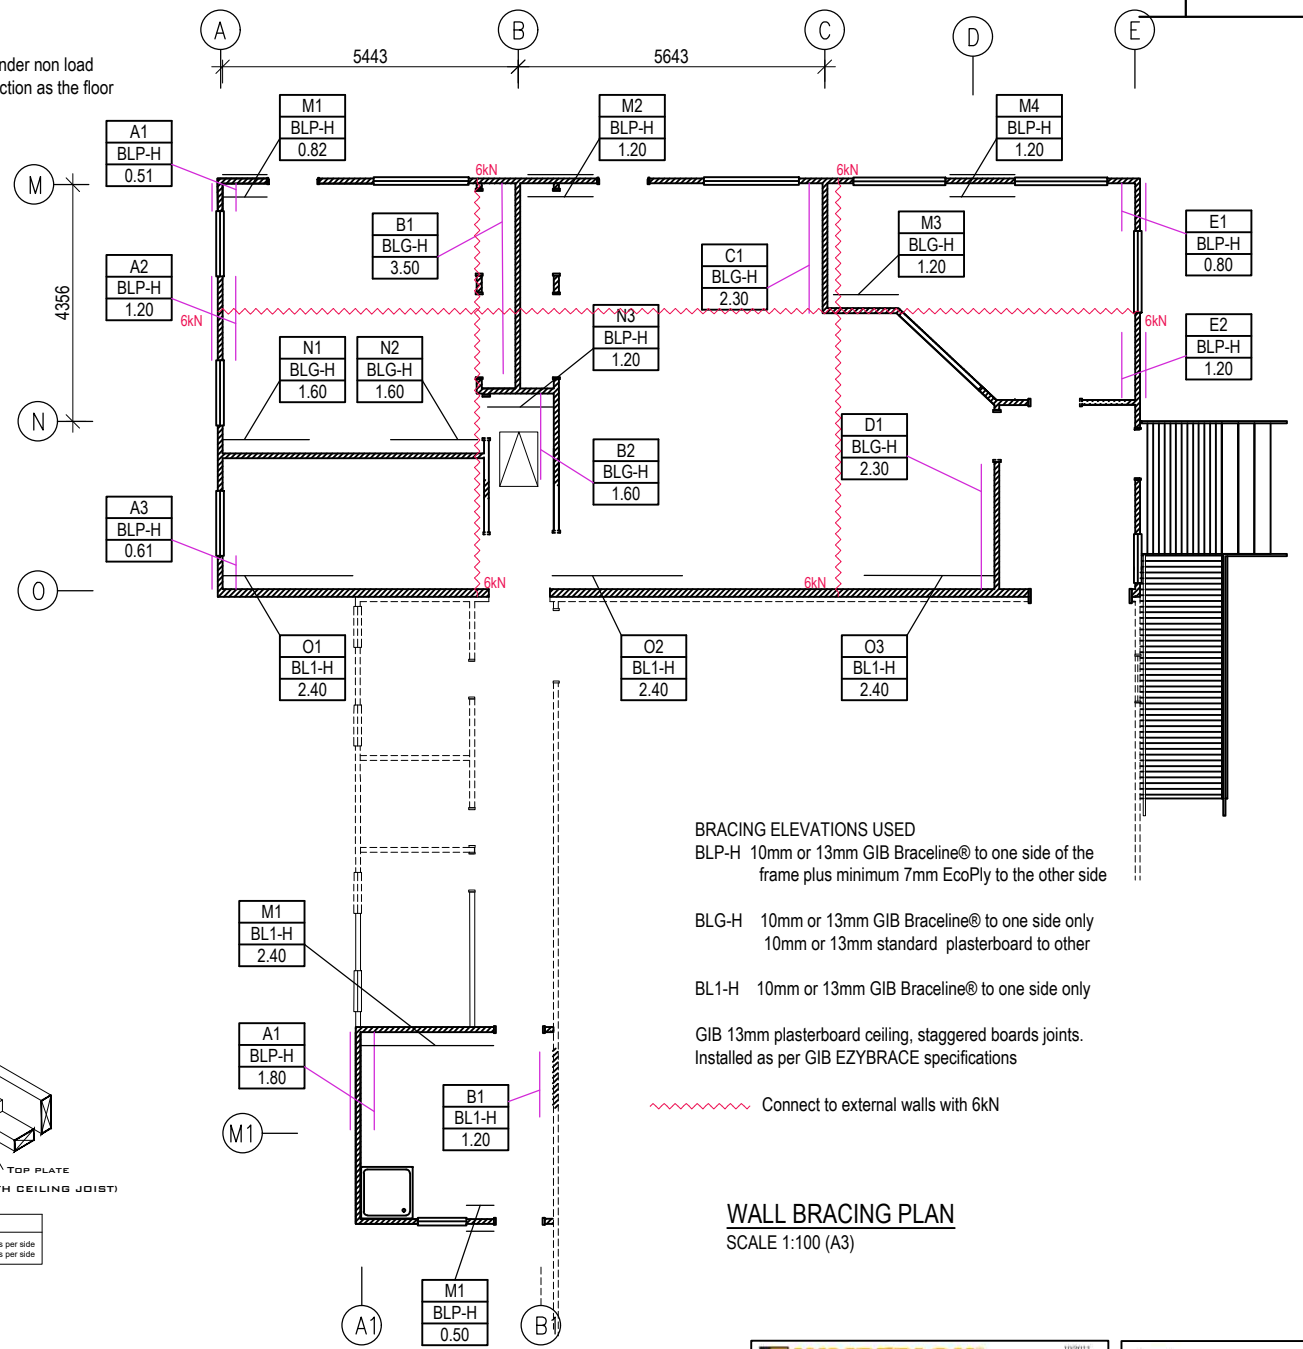 A
B
C
D
E
nder non load
ction as the floor
5443
5643
M1
BLP-H
0.82
M2
BLP-H
1.20
M4
BLP-H
1.20
A1
BLP-H
0.51
M
6kN
6kN
B1
BLG-H
3.50
C1
BLG-H
2.30
M3
BLG-H
1.20
E1
BLP-H
0.80
A2
BLP-H
1.20
4356
6kN
6kN
N1
BLG-H
1.60
N2
BLG-H
1.60
N3
BLP-H
1.20
E2
BLP-H
1.20
N
D1
BLG-H
2.30
B2
BLG-H
1.60
A3
BLP-H
0.61
O
6kN
6kN
O1
BL1-H
2.40
O2
BL1-H
2.40
O3
BL1-H
2.40
BRACING ELEVATIONS USED
BLP-H 10mm or 13mm GIB Braceline® to one side of the
frame plus minimum 7mm EcoPly to the other side
BLG-H 10mm or 13mm GIB Braceline® to one side only
10mm or 13mm standard plasterboard to other
BL1-H 10mm or 13mm GIB Braceline® to one side only
GIB 13mm plasterboard ceiling, staggered boards joints.
Installed as per GIB EZYBRACE specifications
Connect to external walls with 6kN
M1
BL1-H
2.40
A1
BLP-H
1.80
B1
BL1-H
1.20
M1
TOP PLATE
TH CEILING JOIST)
s per side
s per side
WALL BRACING PLAN
SCALE 1:100 (A3)
M1
BLP-H
0.50
A1
B1